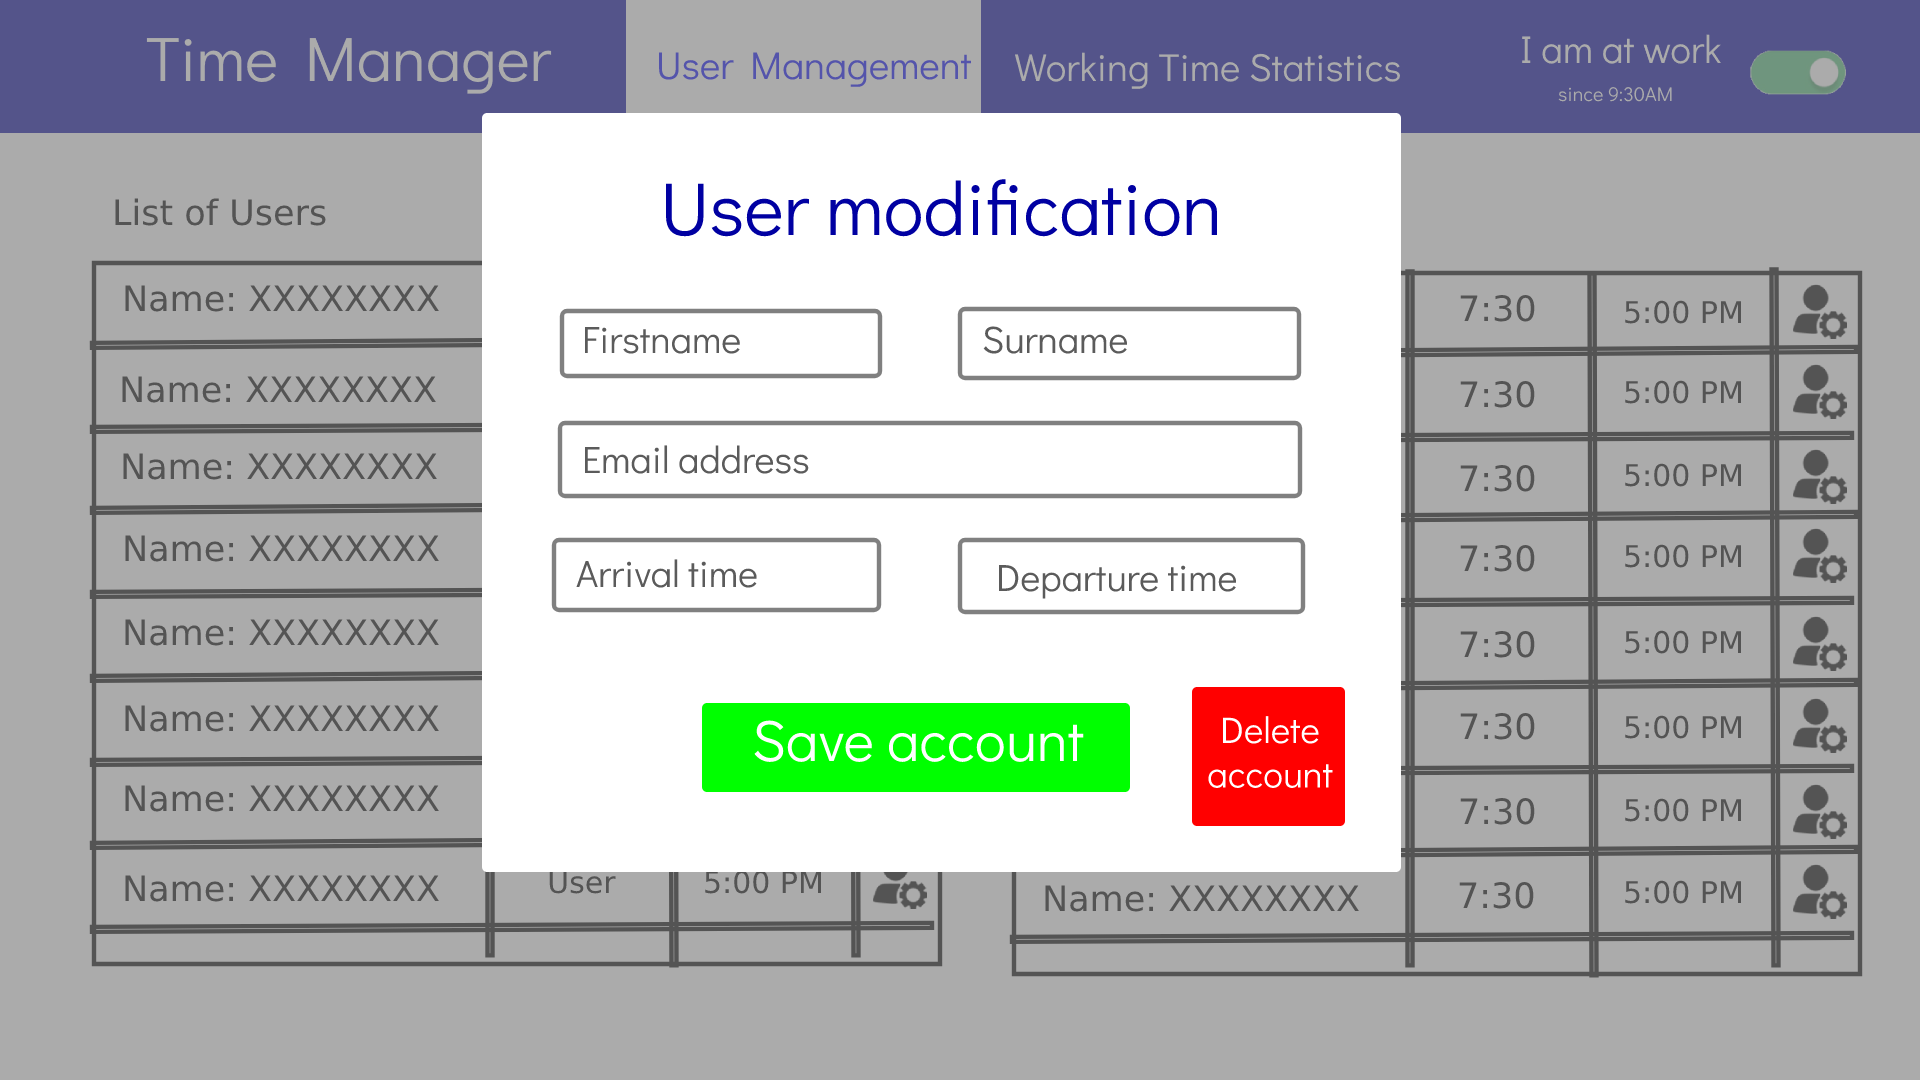 Time Manager
User Management
Working Time Statistics
I am at work
since 9:30AM
List of Users
User modification
Firstname
Surname
Email address
Arrival time
Departure time
Save account
Delete
account
Name: XXXXXXXX
Name: XXXXXXXX
Name: XXXXXXXX
Name: XXXXXXXX
Name: XXXXXXXX
Name: XXXXXXXX
Name: XXXXXXXX
Name: XXXXXXXX User 5:00 PM
7:30 5:00 PM
7:30 5:00 PM
7:30 5:00 PM
7:30 5:00 PM
7:30 5:00 PM
7:30 5:00 PM
7:30 5:00 PM
Name: XXXXXXXX 7:30 5:00 PM